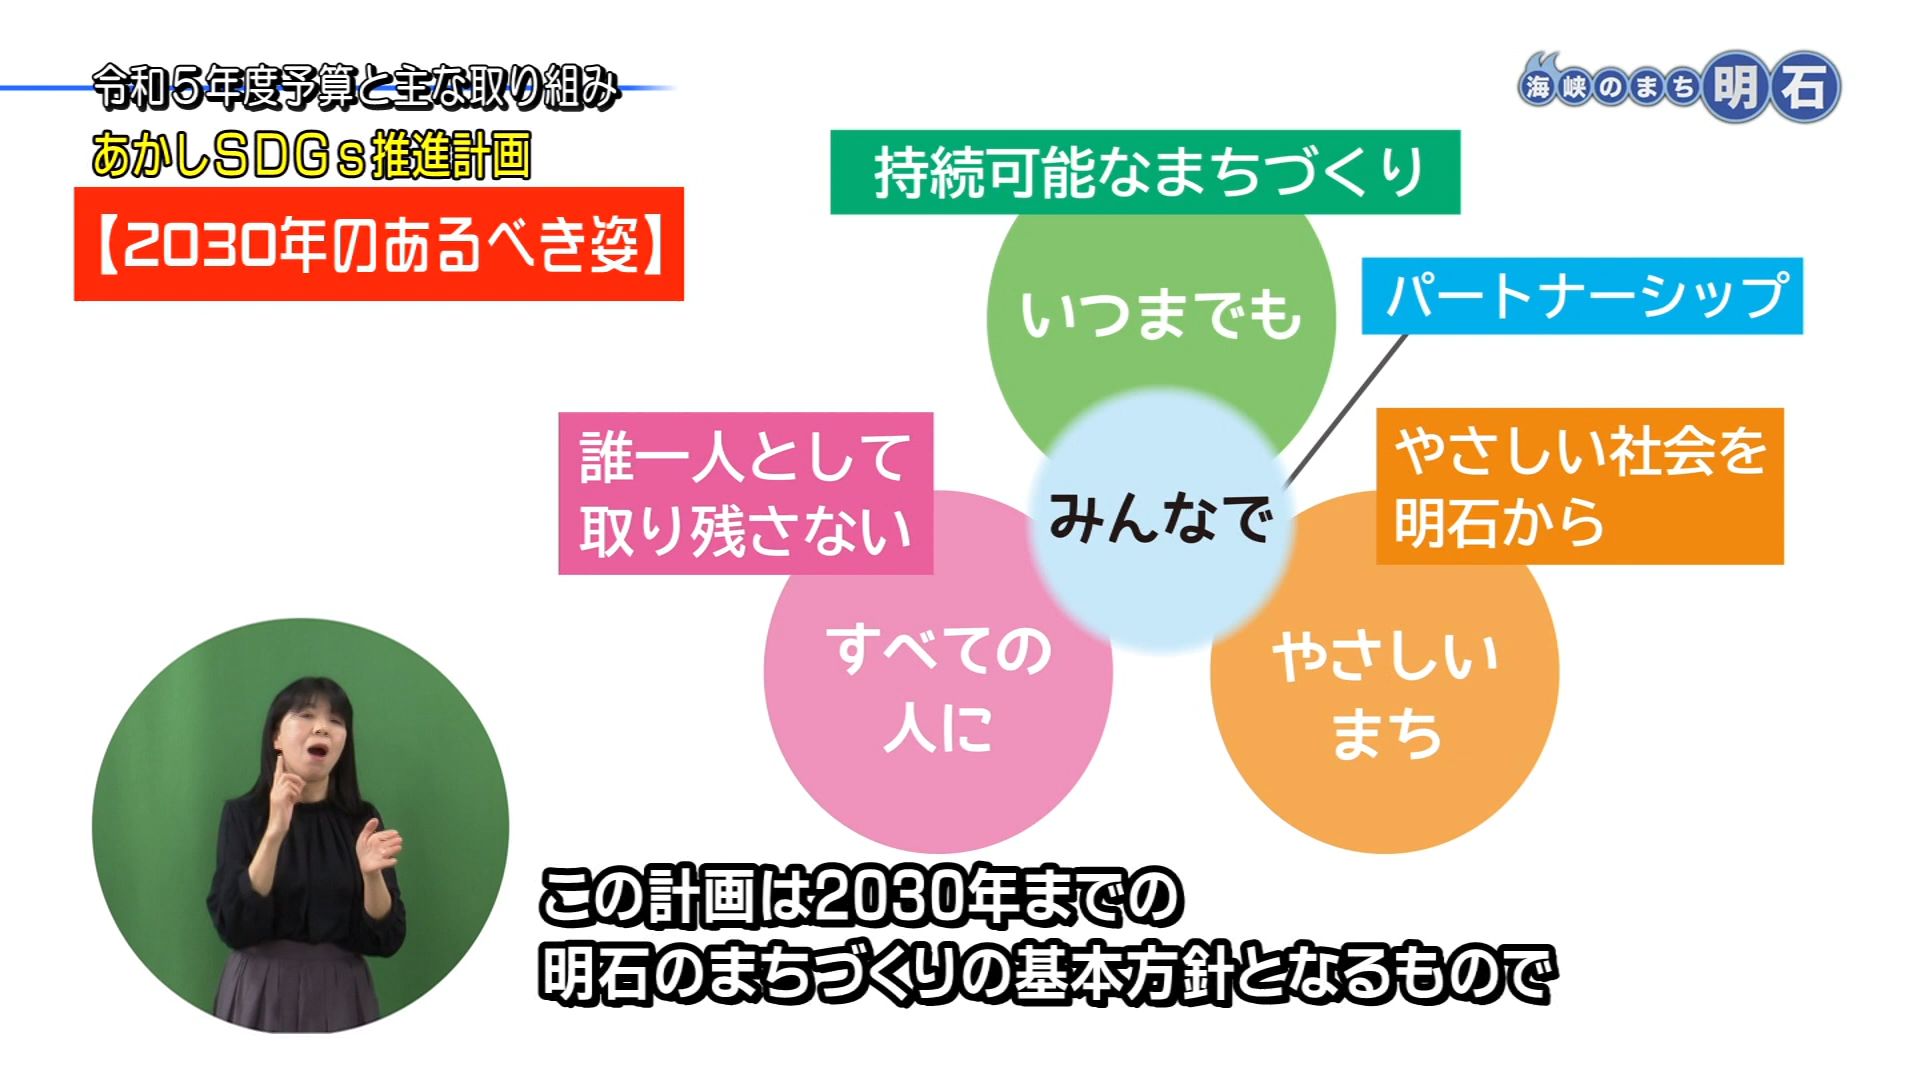 令和５年度予算と主な取り組み
あかしＳＤＧｓ推進計画
【2030年のあるべき姿】
海峡のまち明石
持続可能なまちづくり
いつまでも
パートナーシップ
誰一人として
取り残さない
みんなで
やさしい社会を
明石から
すべての
人に
やさしい
まち
この計画は2030年までの
明石のまちづくりの基本方針となるもので